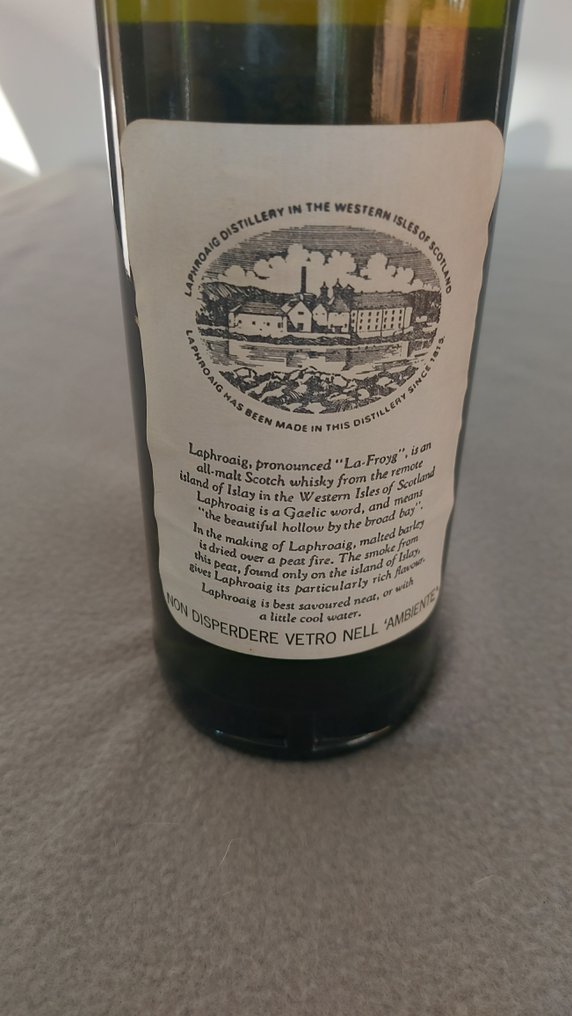 LAPHROAIG DISTILLERY IN THE WESTERN ISLES OF SCOTLAND
LAPHROAIG HAS BEEN MADE IN THIS DISTILLERY SINCE 1815.
Laphroaig, pronounced "La-Froyg", is an
all-malt Scotch whisky from the remote
island of Islay in the Western Isles of Scotland
Laphroaig is a Gaelic word, and means
"the beautiful hollow by the broad bay".
In the making of Laphroaig, malted barley
is dried over a peat fire. The smoke from
this peat, found only on the island of Islay,
gives Laphroaig its particularly rich flavour.
Laphroaig is best savoured neat, or with
a little cool water.
NON DISPERDERE VETRO NELL 'AMBIENTE'